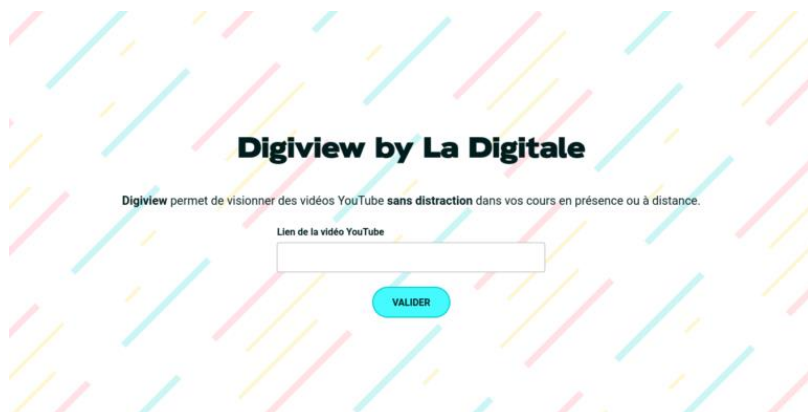 Digiview by La Digitale
Digiview permet de visionner des vidéos YouTube sans distraction dans vos cours en présence ou à distance.
Lien de la vidéo YouTube
VALIDER